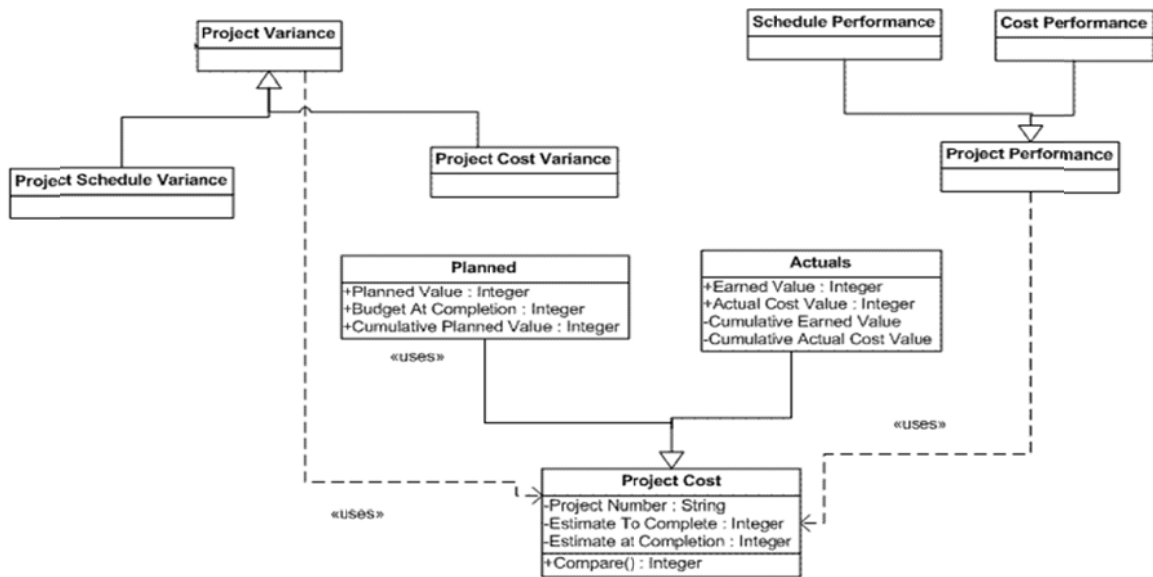 Project Variance
Schedule Performance
Cost Performance
Project Schedule Variance
Project Cost Variance
Project Performance
Planned
+Planned Value : Integer
+Budget At Completion : Integer
+Cumulative Planned Value : Integer
Actuals
+Earned Value : Integer
+Actual Cost Value : Integer
-Cumulative Earned Value
-Cumulative Actual Cost Value
«uses»
«uses»
«uses»
Project Cost
-Project Number : String
-Estimate To Complete : Integer
-Estimate at Completion : Integer
+Compare() : Integer